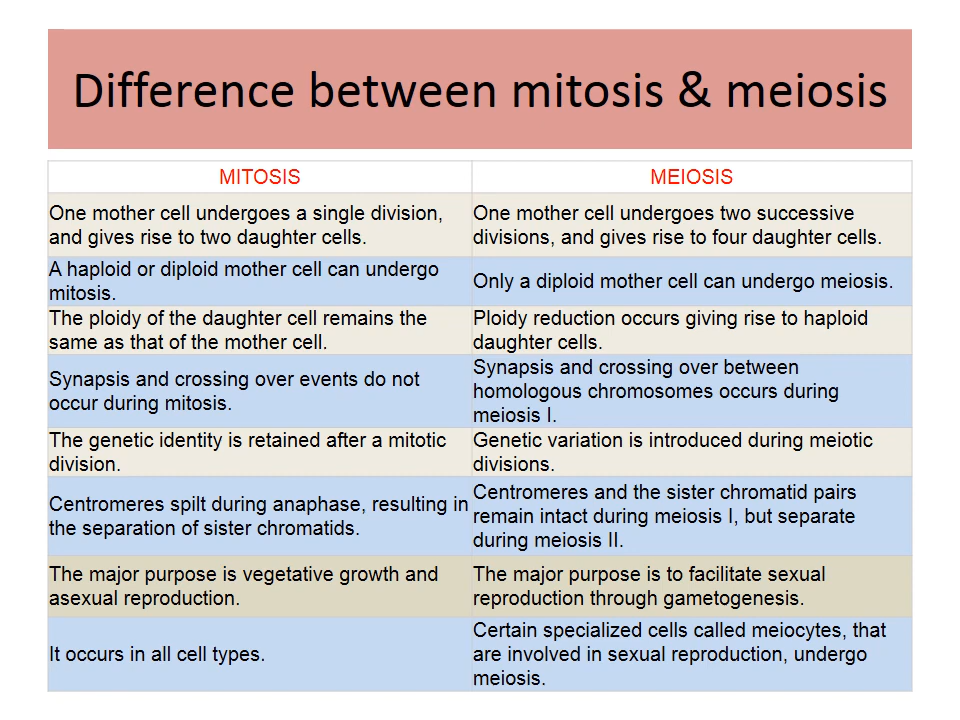 Difference between mitosis & meiosis
MITOSIS
MEIOSIS
One mother cell undergoes a single division,
and gives rise to two daughter cells.
One mother cell undergoes two successive
divisions, and gives rise to four daughter cells.
A haploid or diploid mother cell can undergo
mitosis.
Only a diploid mother cell can undergo meiosis.
The ploidy of the daughter cell remains the
same as that of the mother cell.
Ploidy reduction occurs giving rise to haploid
daughter cells.
Synapsis and crossing over events do not
occur during mitosis.
Synapsis and crossing over between
homologous chromosomes occurs during
meiosis I.
The genetic identity is retained after a mitotic
division.
Genetic variation is introduced during meiotic
divisions.
Centromeres spilt during anaphase, resulting in
the separation of sister chromatids.
Centromeres and the sister chromatid pairs
remain intact during meiosis I, but separate
during meiosis II.
The major purpose is vegetative growth and
asexual reproduction.
The major purpose is to facilitate sexual
reproduction through gametogenesis.
It occurs in all cell types.
Certain specialized cells called meiocytes, that
are involved in sexual reproduction, undergo
meiosis.